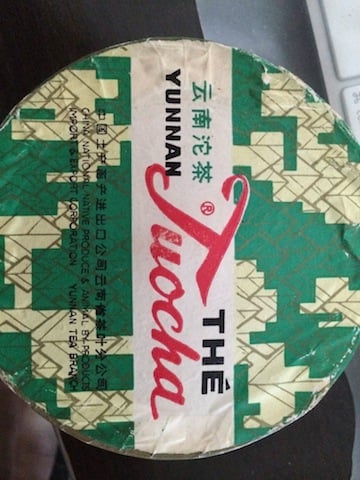 云南沱茶
YUNNAN
Tuocha®
THÉ
中国土产畜产进出口公司云南省茶叶分公司
CHINA NATIONAL NATIVE PRODUCE & ANIMAL BY-PRODUCTS
IMPORT & EXPORT CORPORATION YUNNAN TEA BRANCH